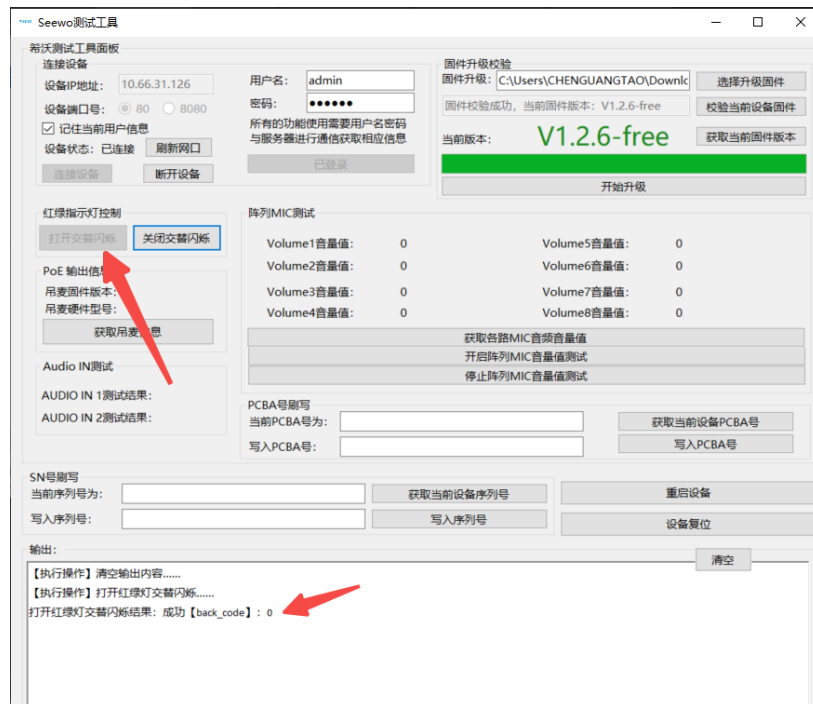 Seewo测试工具
希沃测试工具面板
连接设备
设备IP地址: 10.66.31.126
设备端口号: 80 8080
记住当前用户信息
设备状态: 已连接 刷新网口
连接设备 断开设备
用户名: admin
密码: ●●●●●●
所有的功能使用需要用户名密码
与服务器进行通信获取相应信息
已登录
固件升级校验
固件升级: C:\Users\CHENGUANGTAO\Downlc 选择升级固件
固件校验成功，当前固件版本: V1.2.6-free 校验当前设备固件
当前版本: V1.2.6-free 获取当前固件版本
开始升级
红绿指示灯控制
打开交替闪烁 关闭交替闪烁
PoE 输出信
吊麦固件版本:
吊麦硬件型号:
获取吊麦信息
Audio IN测试
AUDIO IN 1测试结果:
AUDIO IN 2测试结果:
阵列MIC测试
Volume1音量值: 0 Volume5音量值: 0
Volume2音量值: 0 Volume6音量值: 0
Volume3音量值: 0 Volume7音量值: 0
Volume4音量值: 0 Volume8音量值: 0
获取各路MIC音频音量值
开启阵列MIC音量值测试
停止阵列MIC音量值测试
PCBA号刷写
当前PCBA号为: 获取当前设备PCBA号
写入PCBA号: 写入PCBA号
SN号刷写
当前序列号为: 获取当前设备序列号
写入序列号: 写入序列号
重启设备
设备复位
输出:
清空
【执行操作】清空输出内容......
【执行操作】打开红绿灯交替闪烁......
打开红绿灯交替闪烁结果: 成功【back_code】: 0